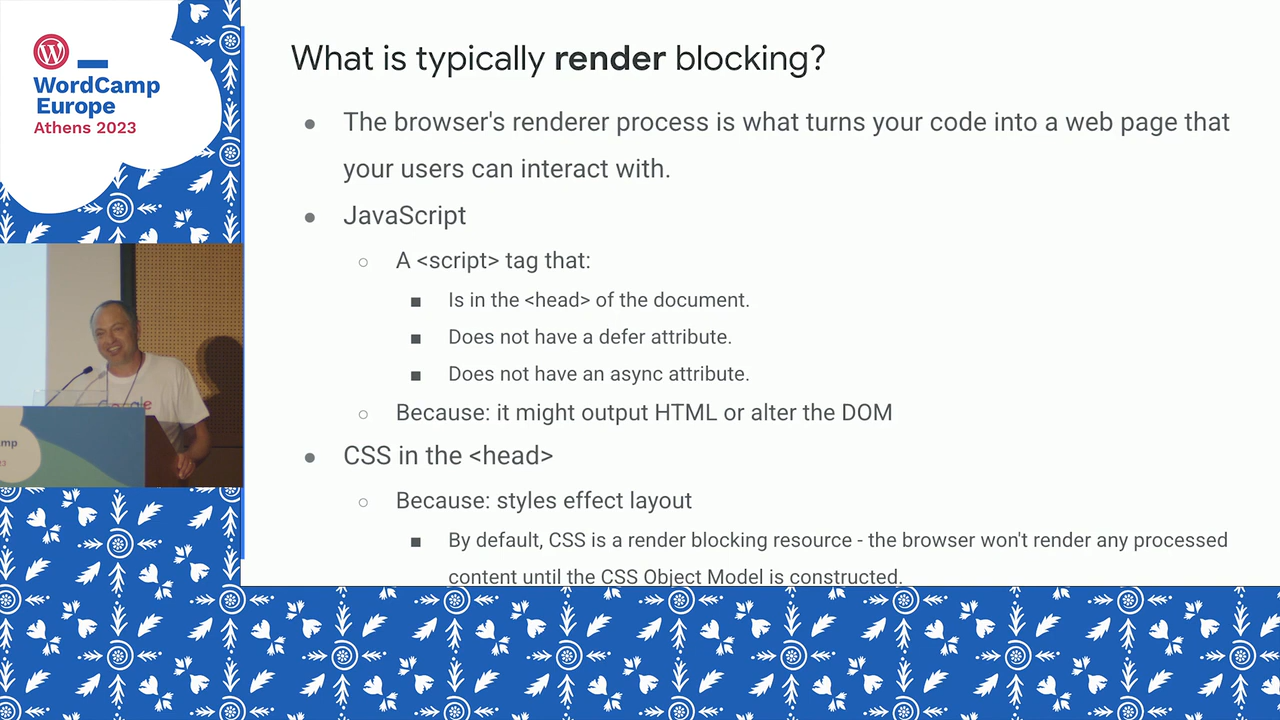 WordCamp
Europe
Athens 2023
What is typically render blocking?
● The browser's renderer process is what turns your code into a web page that
your users can interact with.
● JavaScript
○ A <script> tag that:
■ Is in the <head> of the document.
■ Does not have a defer attribute.
■ Does not have an async attribute.
○ Because: it might output HTML or alter the DOM
● CSS in the <head>
○ Because: styles effect layout
■ By default, CSS is a render blocking resource - the browser won't render any processed
content until the CSS Object Model is constructed.
Google
mp
23